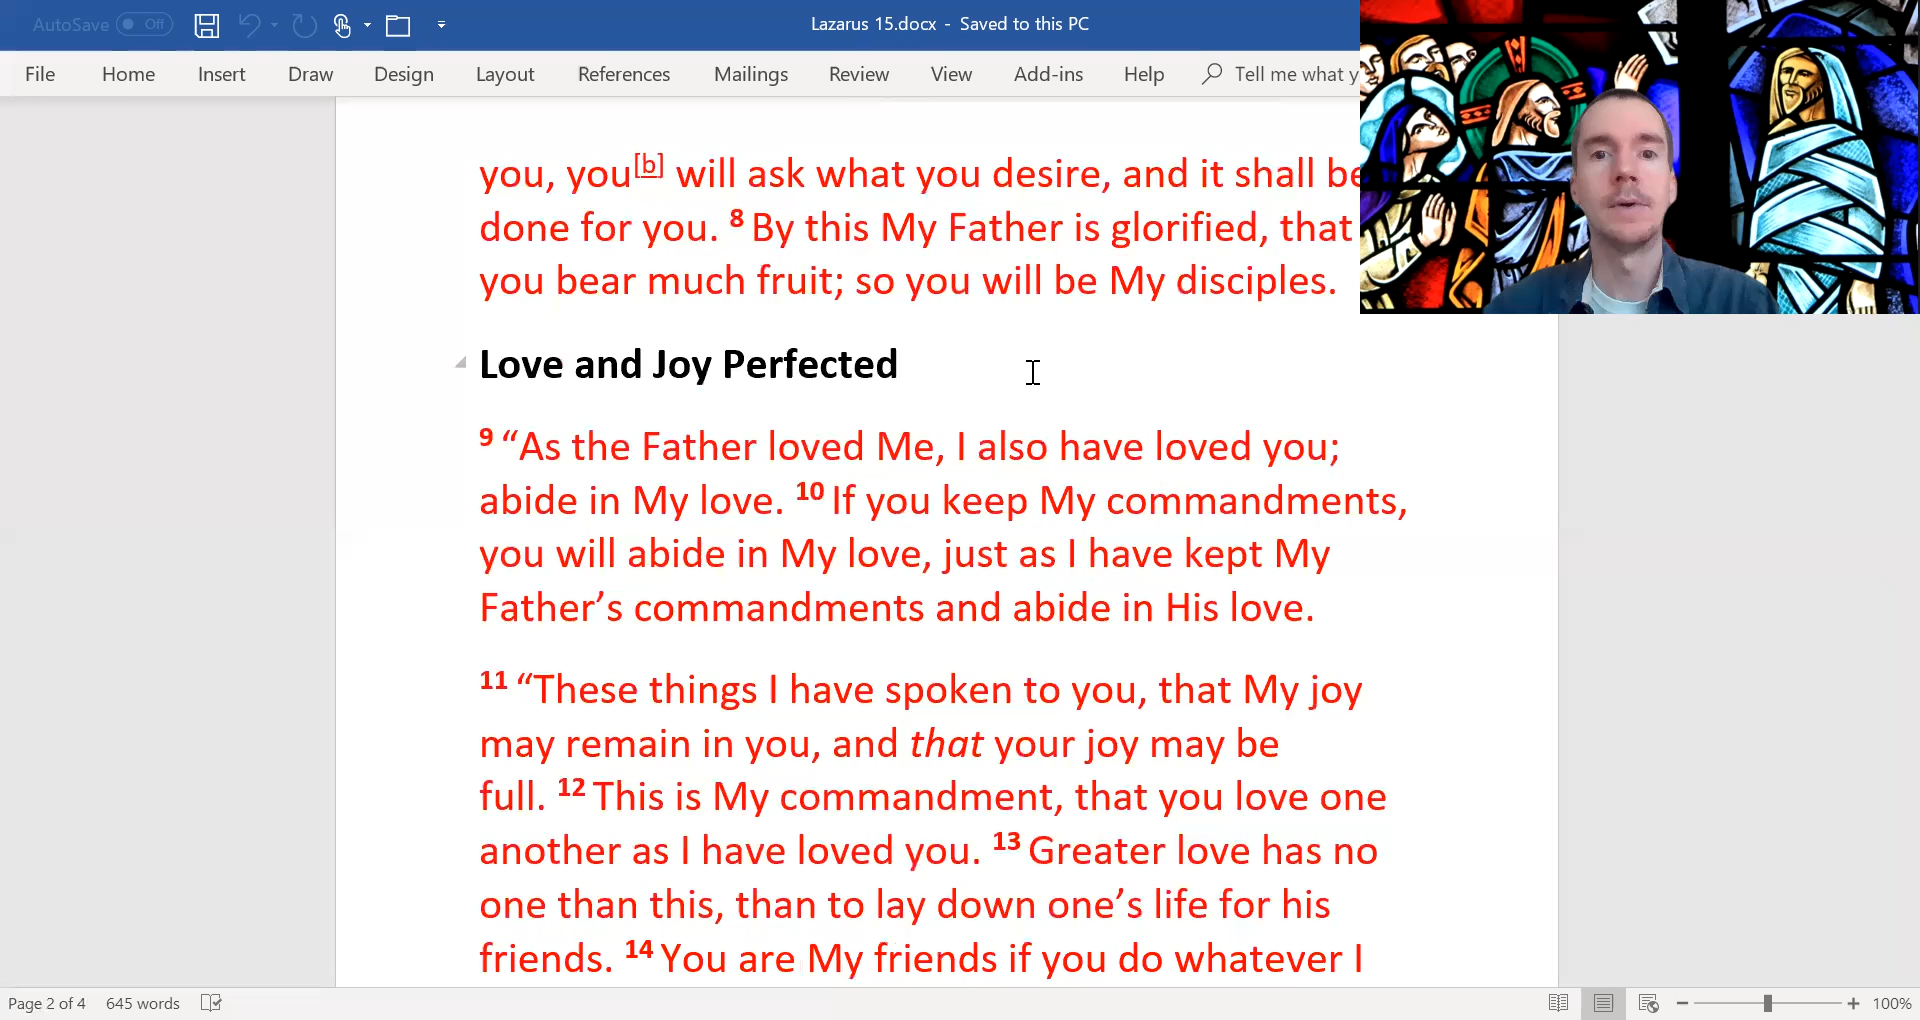 AutoSave Off Lazarus 15.docx - Saved to this PC
File Home Insert Draw Design Layout References Mailings Review View Add-ins Help Tell me what y
you, you[b] will ask what you desire, and it shall be
done for you. 8 By this My Father is glorified, that
you bear much fruit; so you will be My disciples.
Love and Joy Perfected
9 “As the Father loved Me, I also have loved you;
abide in My love. 10 If you keep My commandments,
you will abide in My love, just as I have kept My
Father’s commandments and abide in His love.
11 “These things I have spoken to you, that My joy
may remain in you, and that your joy may be
full. 12 This is My commandment, that you love one
another as I have loved you. 13 Greater love has no
one than this, than to lay down one’s life for his
friends. 14 You are My friends if you do whatever I
Page 2 of 4 645 words 100%